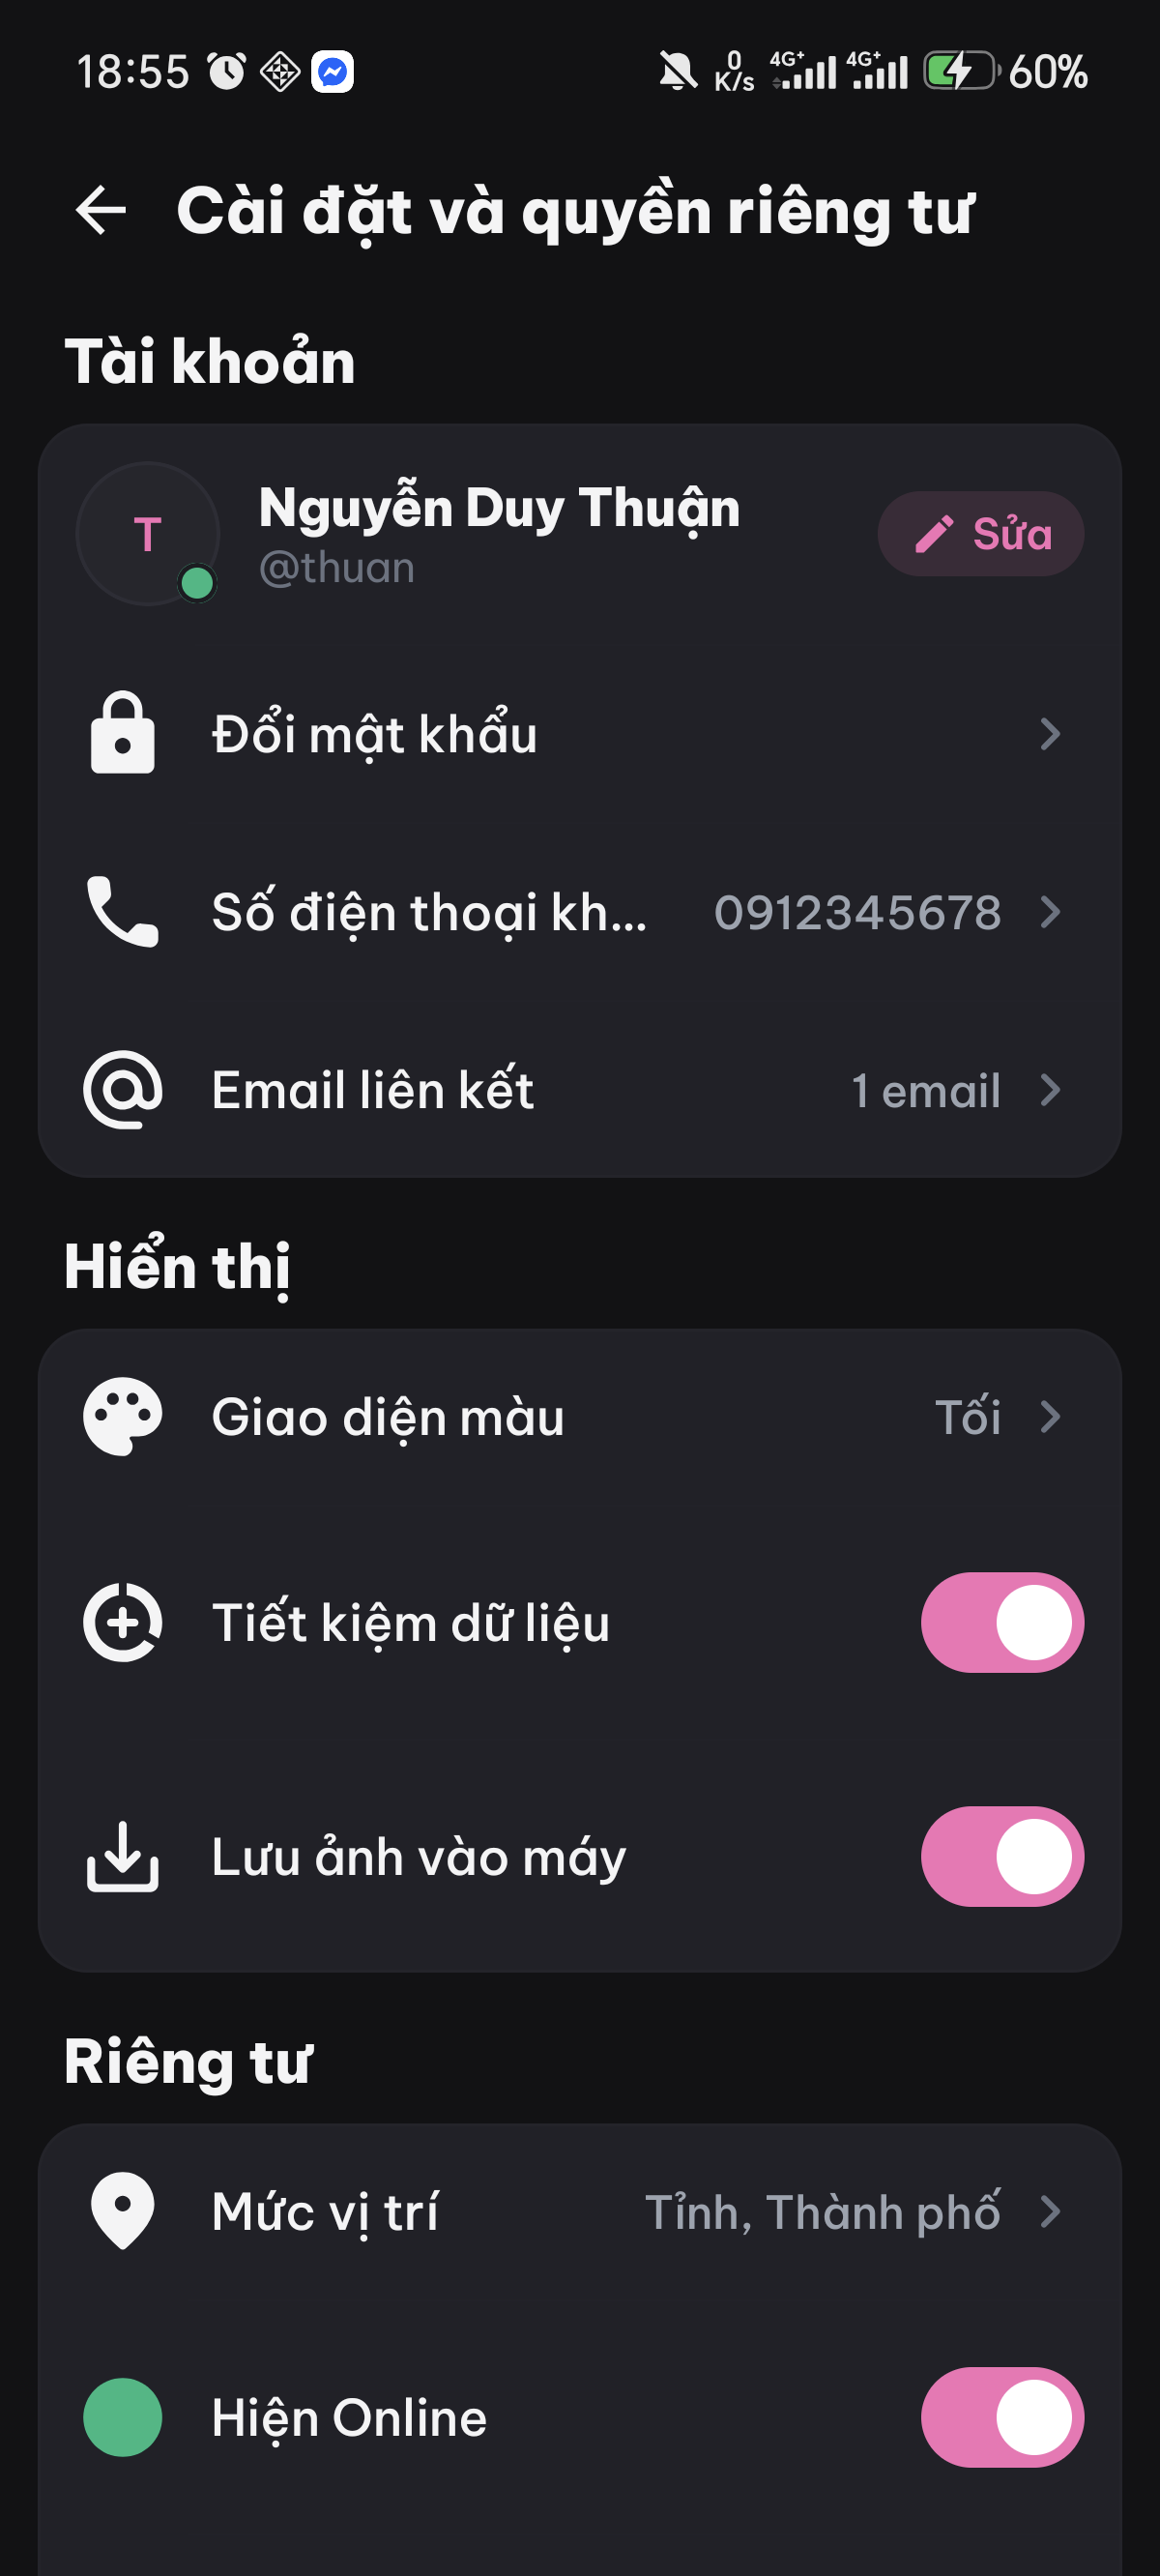 18:55 0 K/s 4G+ 4G+ 60%
Cài đặt và quyền riêng tư
Tài khoản
T
Nguyễn Duy Thuận
@thuan
Sửa
Đổi mật khẩu
Số điện thoại kh... 0912345678
Email liên kết 1 email
Hiển thị
Giao diện màu Tối
Tiết kiệm dữ liệu
Lưu ảnh vào máy
Riêng tư
Mức vị trí Tỉnh, Thành phố
Hiện Online